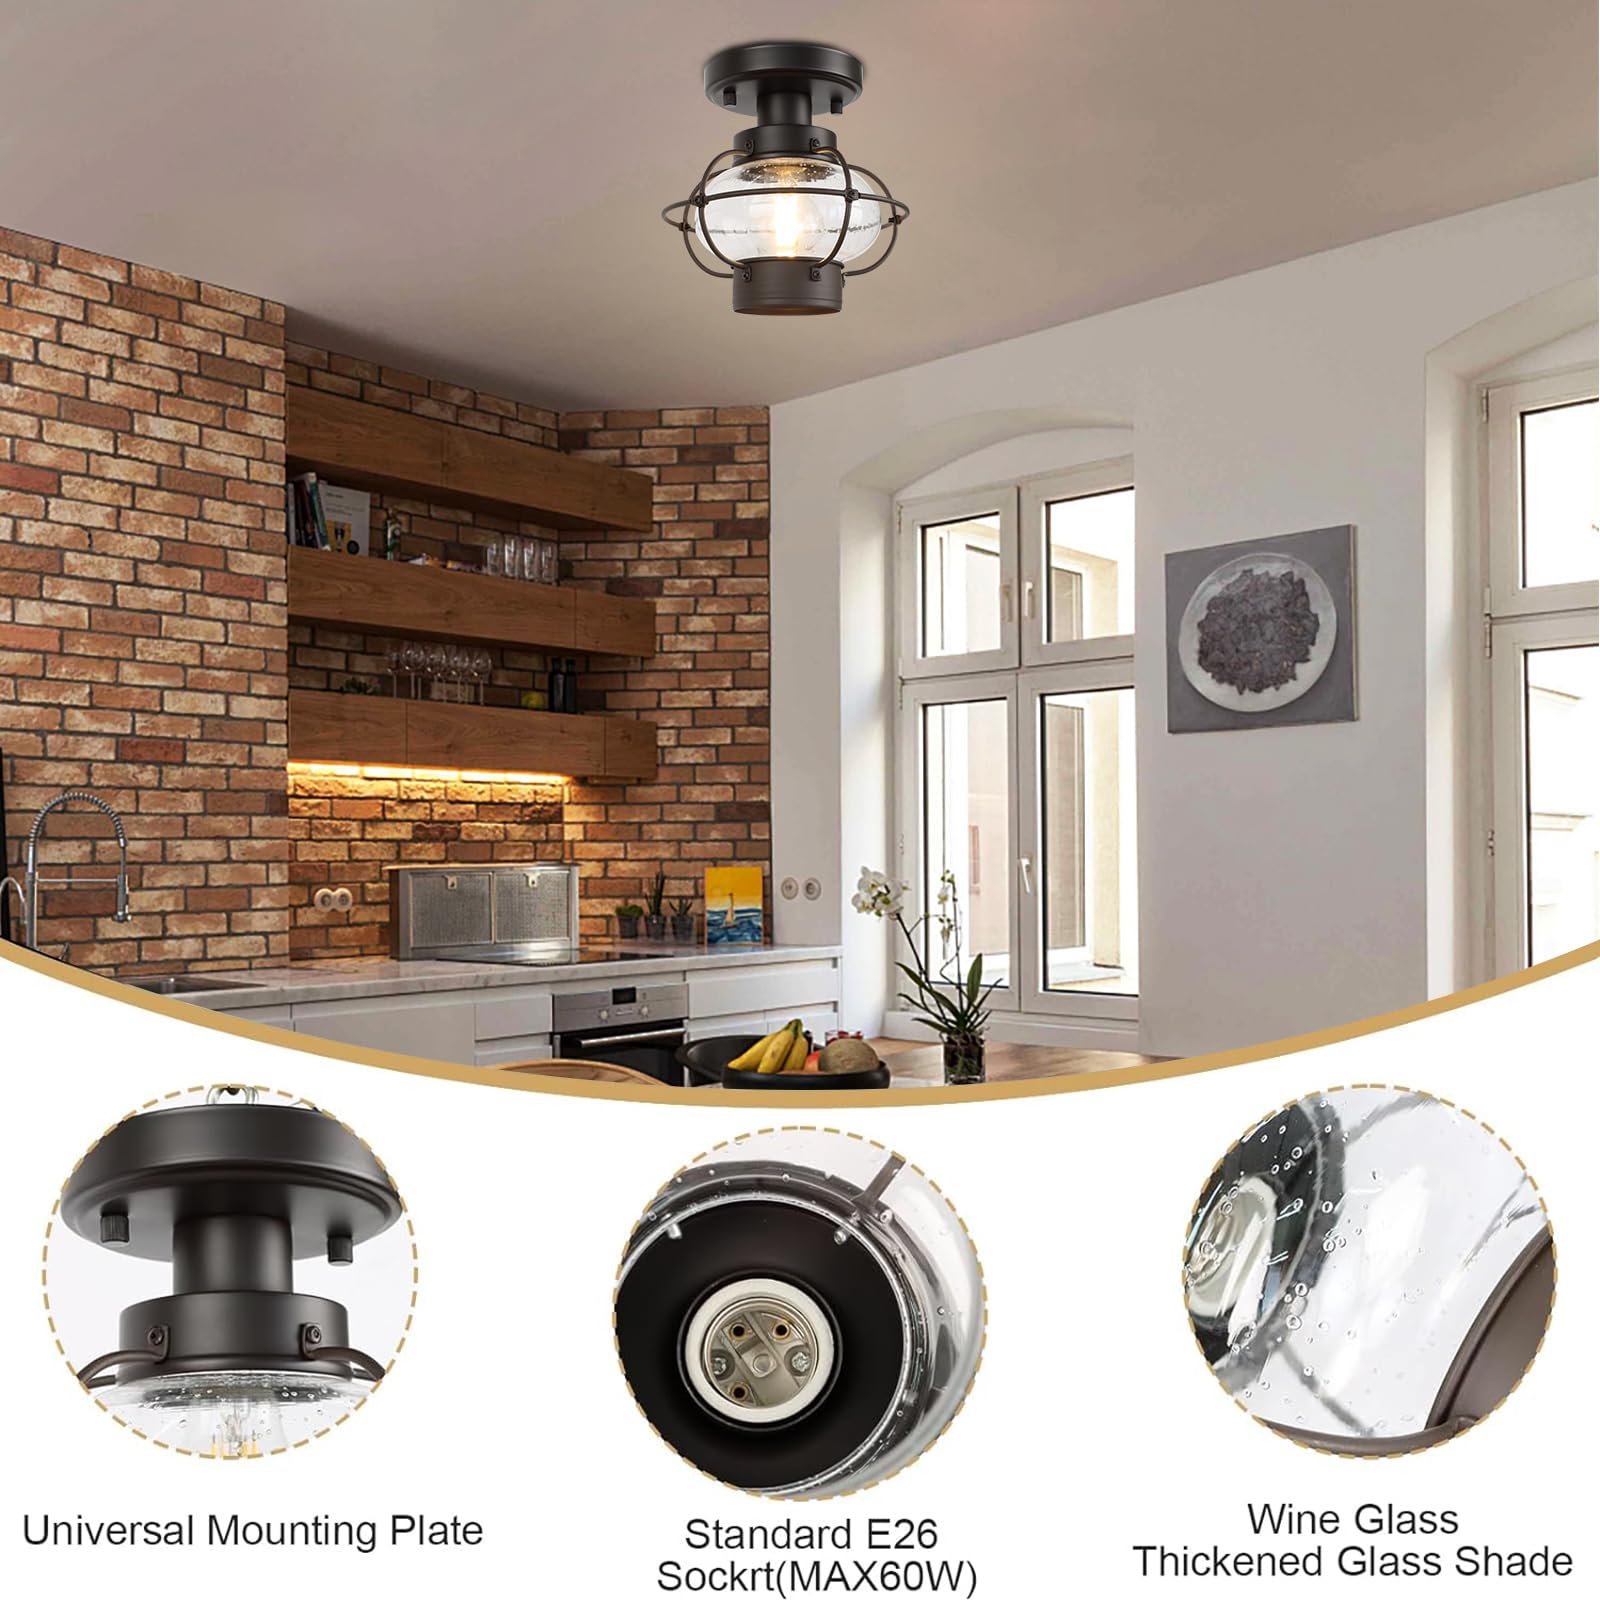 Universal Mounting Plate
Standard E26
Sockrt(MAX60W)
Wine Glass
Thickened Glass Shade